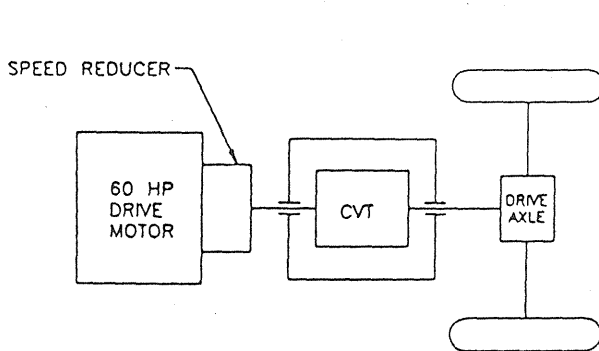 SPEED REDUCER
60 HP
DRIVE
MOTOR
CVT
DRIVE
AXLE